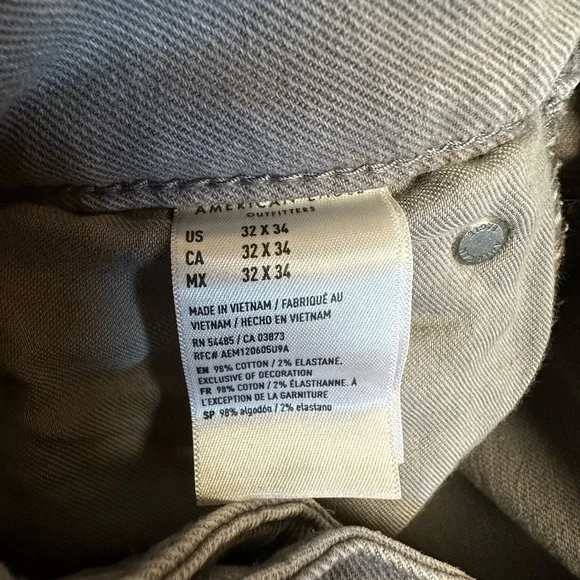 AMERICAN EAGLE
OUTFITTERS
US 32 X 34
CA 32 X 34
MX 32 X 34
MADE IN VIETNAM / FABRIQUÉ AU
VIETNAM / HECHO EN VIETNAM
RN 54485 / CA 03873
RFC# AEM120605U9A
EN 98% COTTON / 2% ELASTANE.
EXCLUSIVE OF DECORATION
FR 98% COTON / 2% ÉLASTHANNE. À
L'EXCEPTION DE LA GARNITURE
SP 98% algodón / 2% elastano